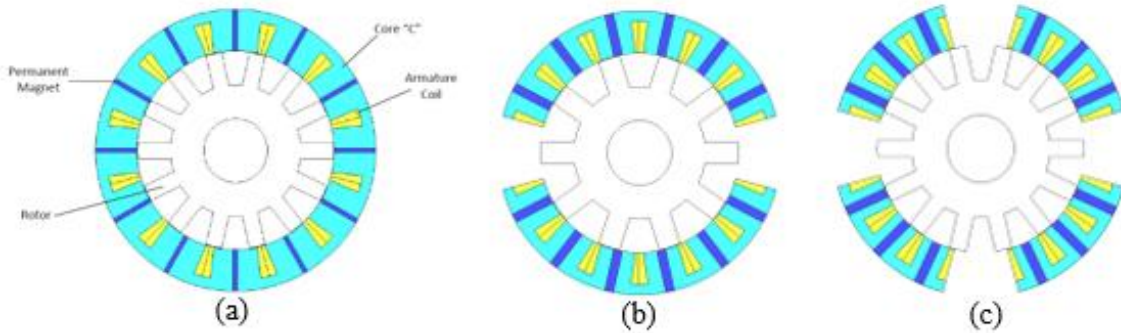 Core "C"
Permanent
Magnet
Armature
Coil
Rotor
(a)
(b)
(c)